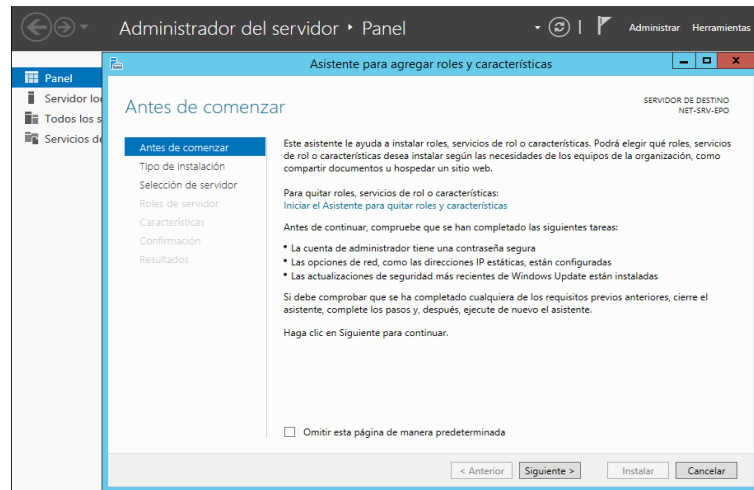 Administrador del servidor ‣ Panel
Administrar Herramientas
Panel
Servidor loc
Todos los s
Servicios de
Asistente para agregar roles y características
Antes de comenzar
SERVIDOR DE DESTINO
NET-SRV-EPO
Antes de comenzar
Tipo de instalación
Selección de servidor
Roles de servidor
Características
Confirmación
Resultados
Este asistente le ayuda a instalar roles, servicios de rol o características. Podrá elegir qué roles, servicios
de rol o características desea instalar según las necesidades de los equipos de la organización, como
compartir documentos u hospedar un sitio web.
Para quitar roles, servicios de rol o características:
Iniciar el Asistente para quitar roles y características
Antes de continuar, compruebe que se han completado las siguientes tareas:
• La cuenta de administrador tiene una contraseña segura
• Las opciones de red, como las direcciones IP estáticas, están configuradas
• Las actualizaciones de seguridad más recientes de Windows Update están instaladas
Si debe comprobar que se ha completado cualquiera de los requisitos previos anteriores, cierre el
asistente, complete los pasos y, después, ejecute de nuevo el asistente.
Haga clic en Siguiente para continuar.
Omitir esta página de manera predeterminada
< Anterior Siguiente > Instalar Cancelar